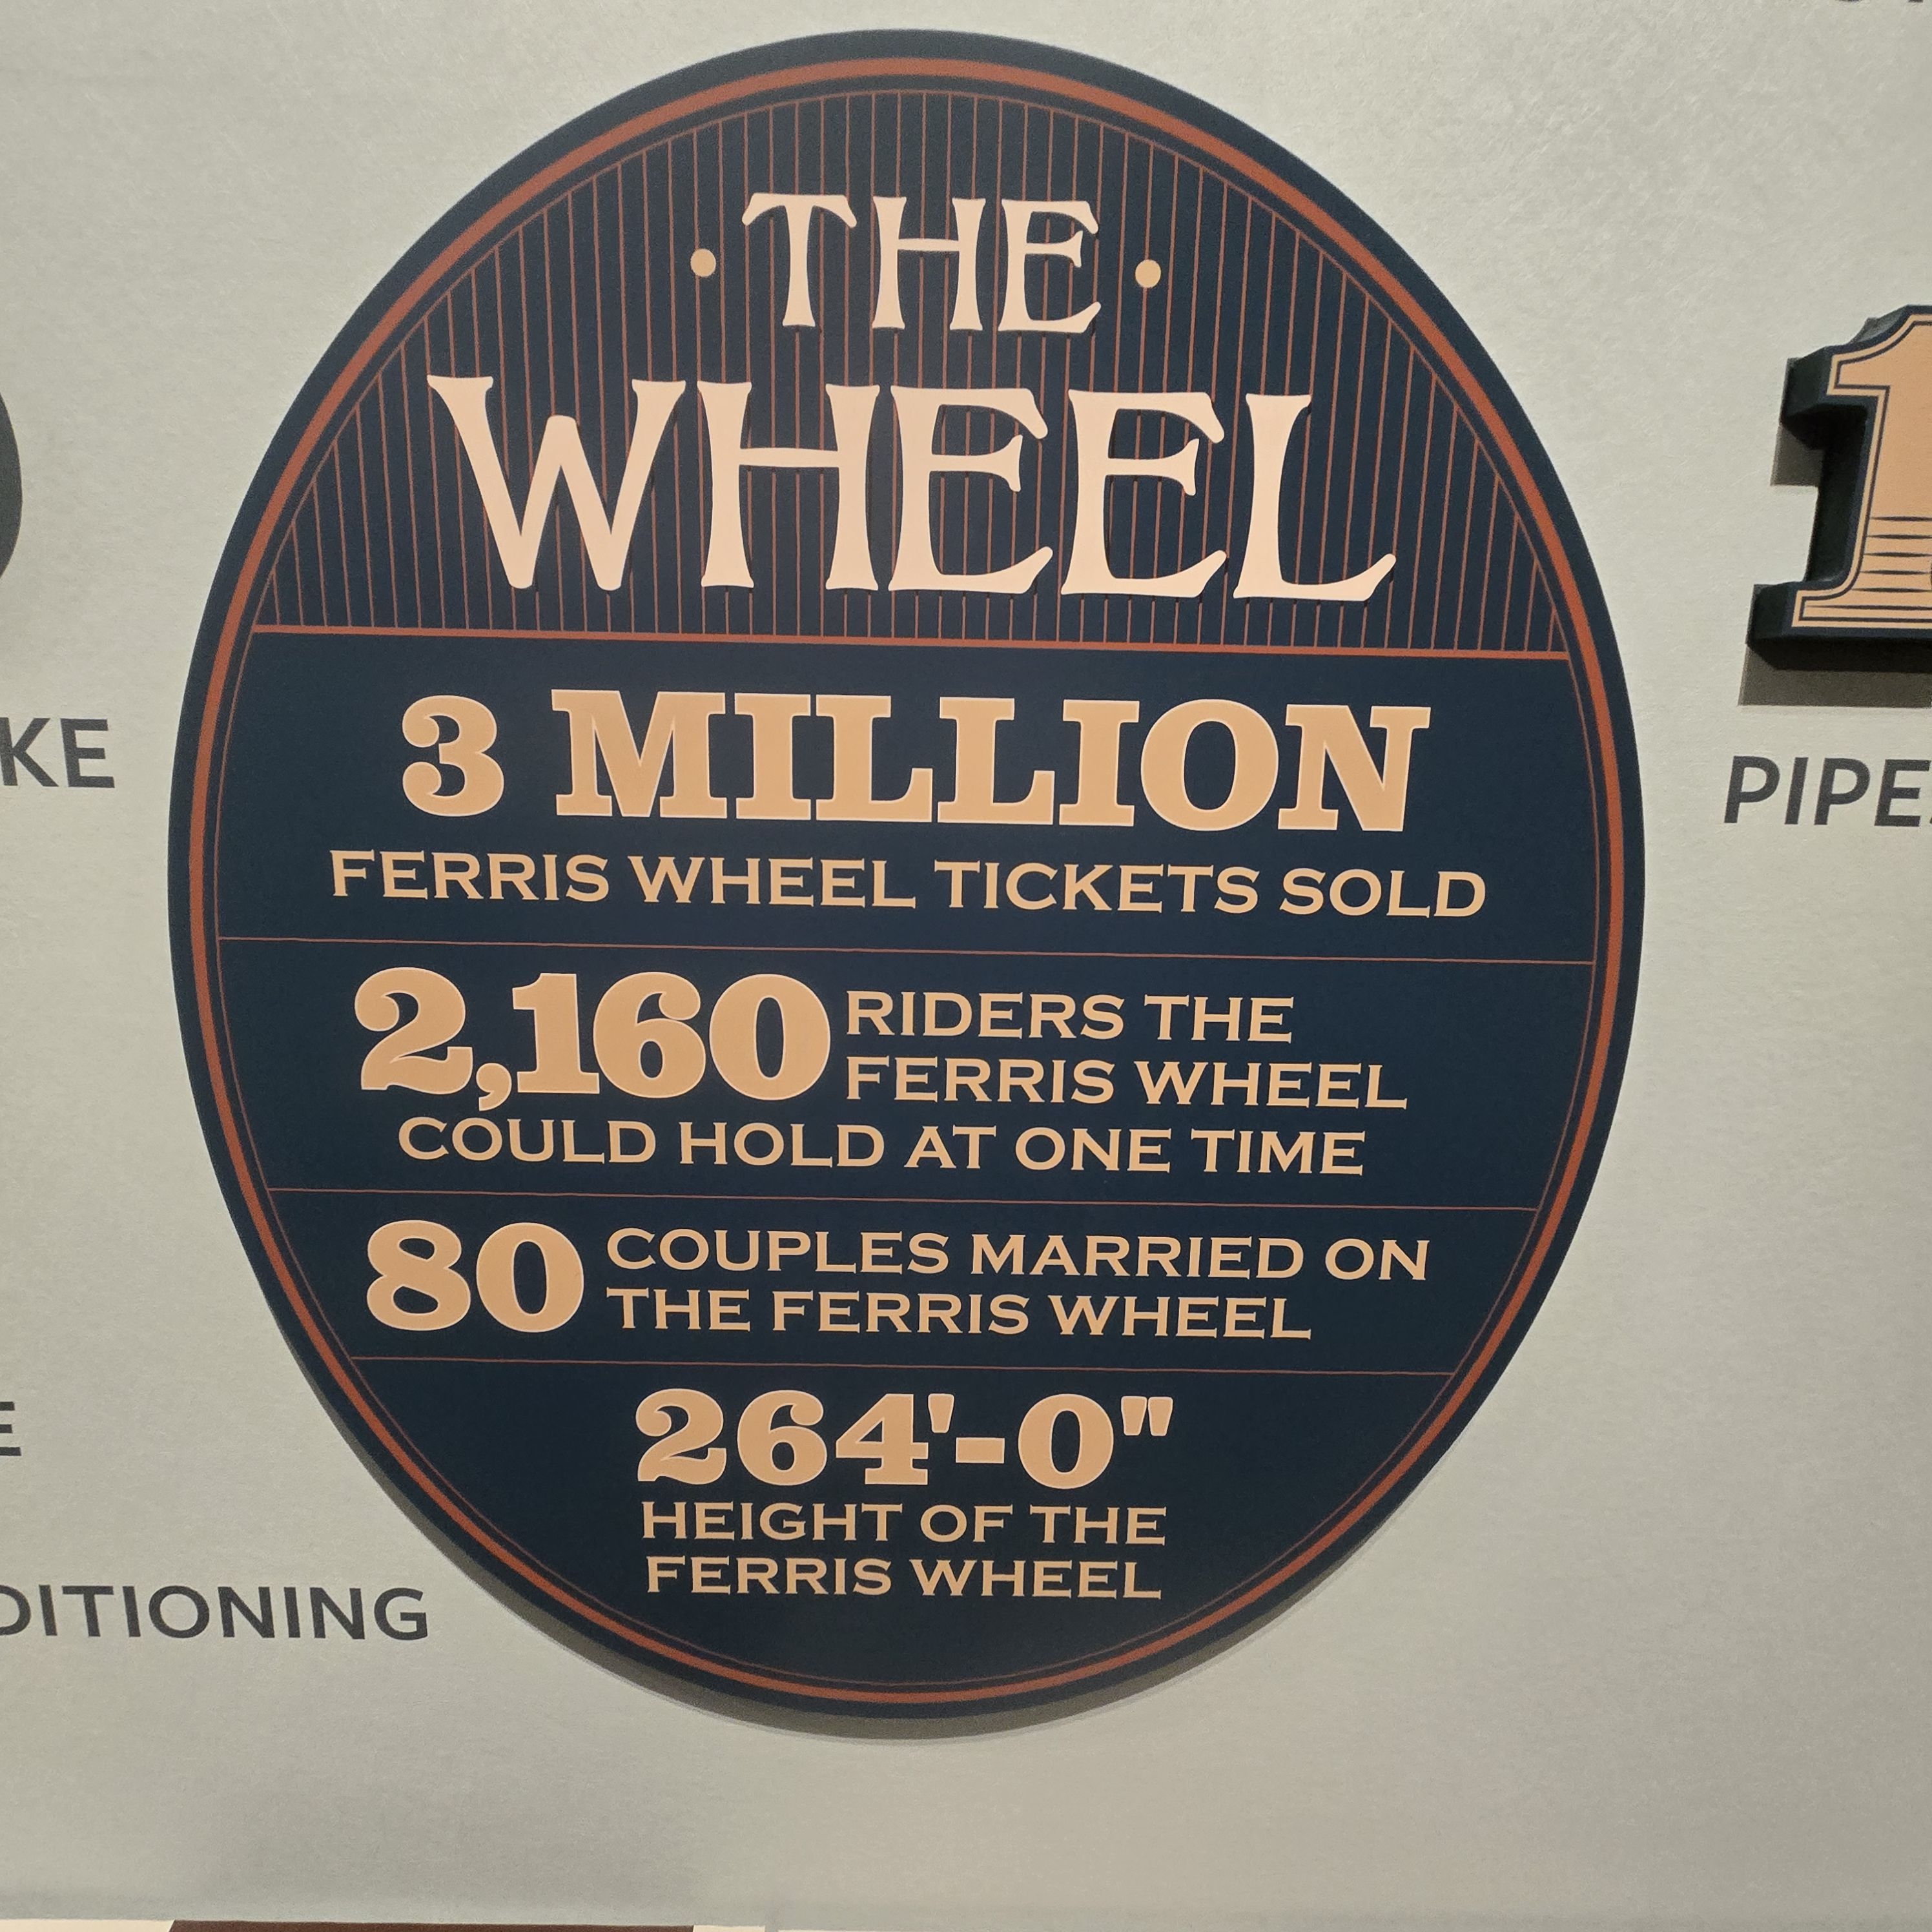 THE
WHEEL
3 MILLION
FERRIS WHEEL TICKETS SOLD
2,160 RIDERS THE
FERRIS WHEEL
COULD HOLD AT ONE TIME
80 COUPLES MARRIED ON
THE FERRIS WHEEL
264'-0"
HEIGHT OF THE
FERRIS WHEEL